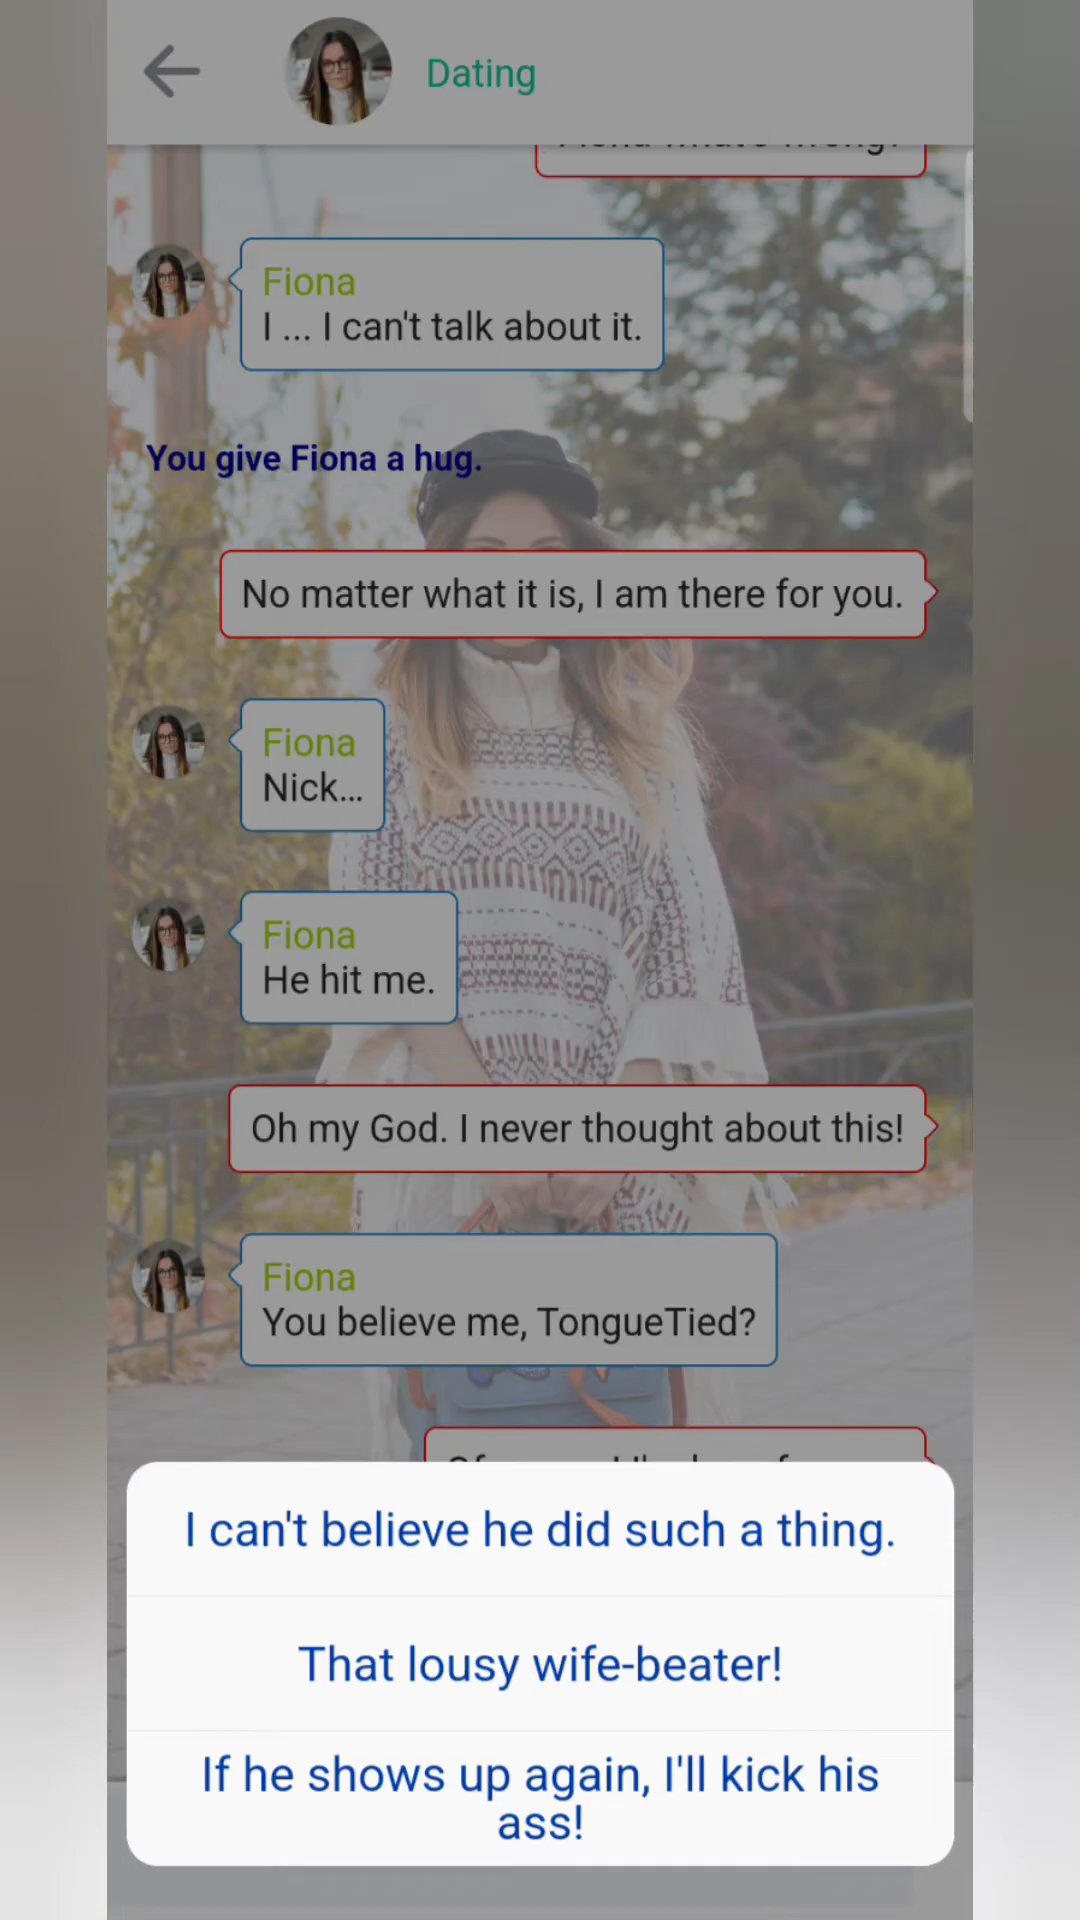 Dating
Fiona
I ... I can't talk about it.
You give Fiona a hug.
No matter what it is, I am there for you.
Fiona
Nick...
Fiona
He hit me.
Oh my God. I never thought about this!
Fiona
You believe me, TongueTied?
I can't believe he did such a thing.
That lousy wife-beater!
If he shows up again, I'll kick his
ass!